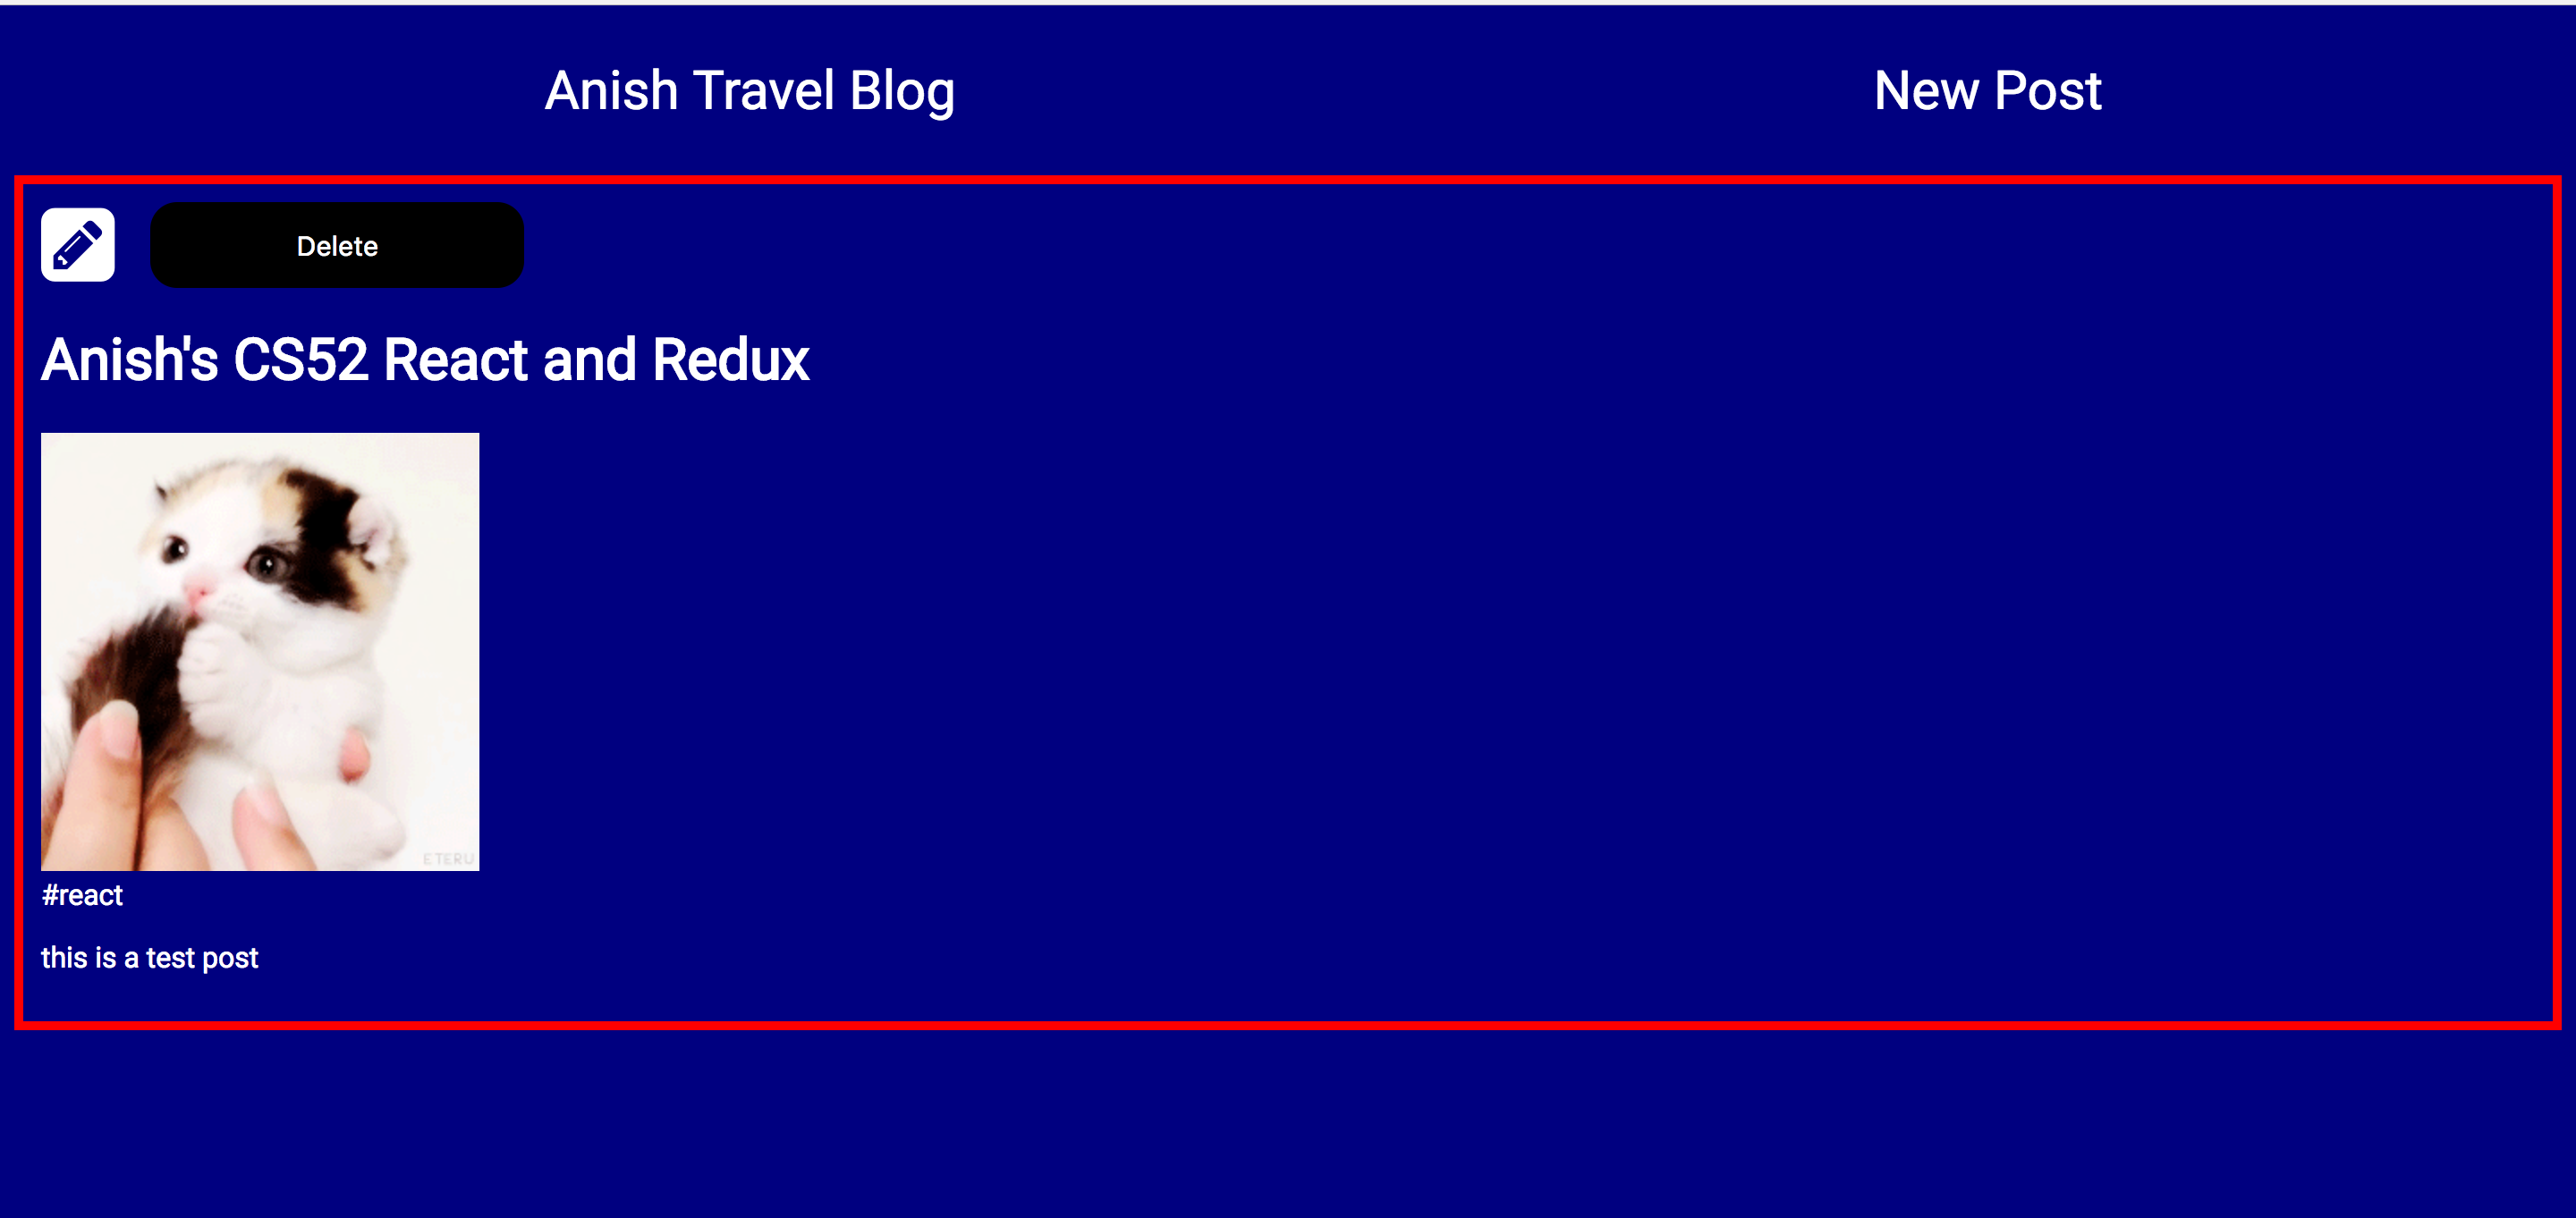 Anish Travel Blog New Post
Delete
Anish's CS52 React and Redux
ETERU
#react
this is a test post